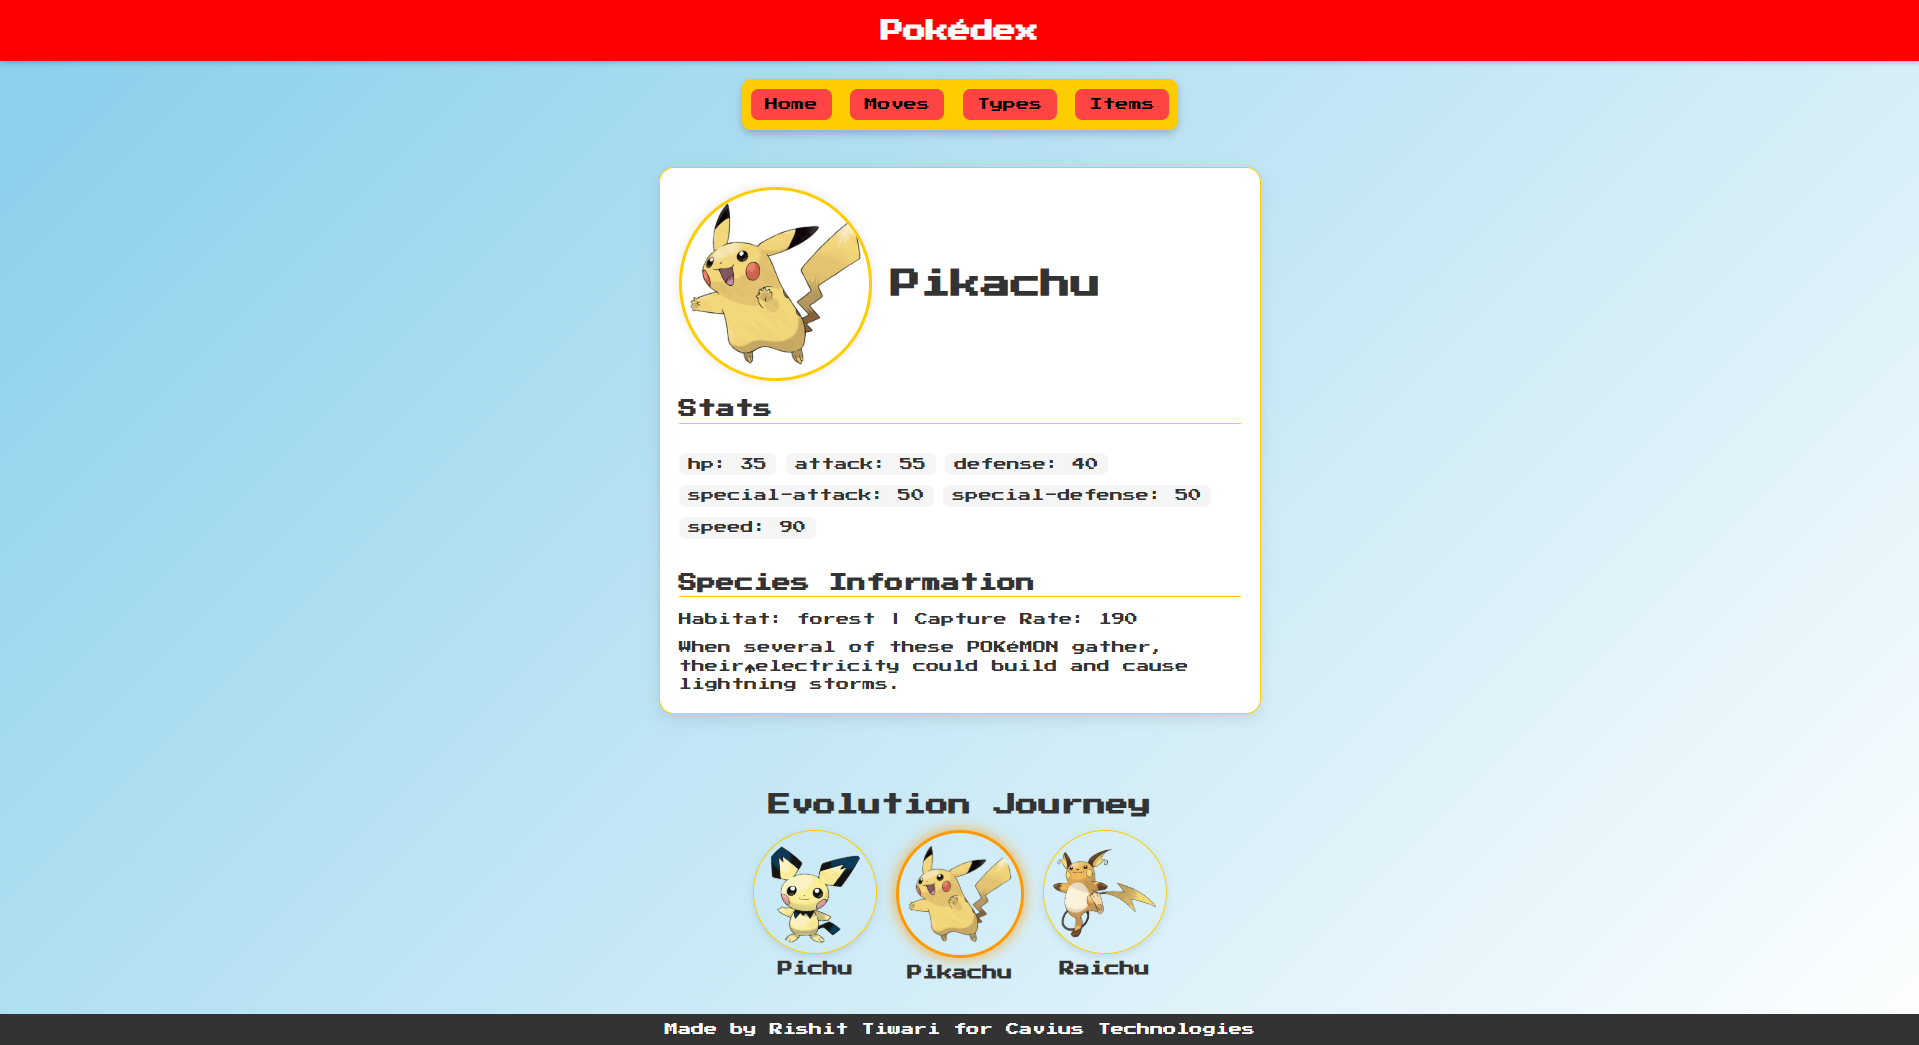 Pokédex
Home Moves Types Items
Pikachu
Stats
hp: 35 attack: 55 defense: 40
special-attack: 50 special-defense: 50
speed: 90
Species Information
Habitat: forest | Capture Rate: 190
When several of these POKéMON gather,
their↑electricity could build and cause
lightning storms.
Evolution Journey
Pichu Pikachu Raichu
Made by Rishit Tiwari for Cavius Technologies